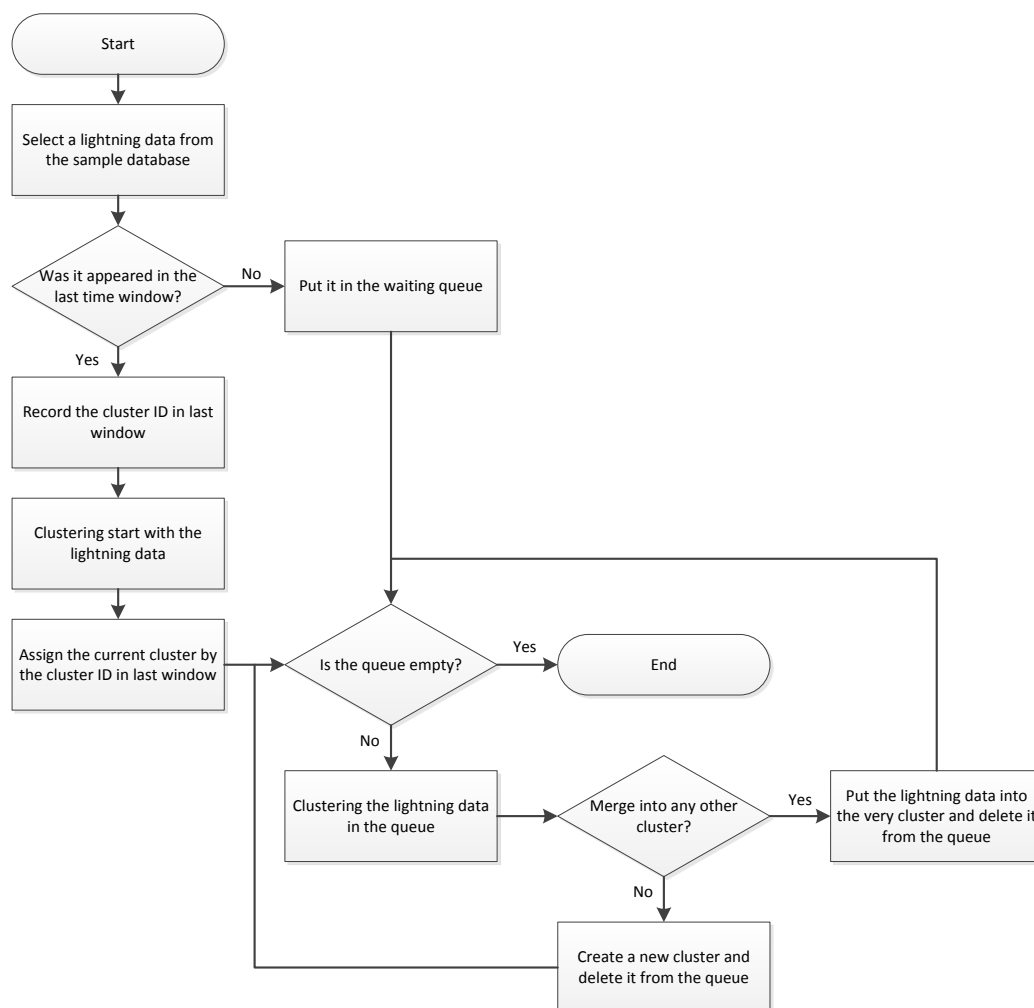 Start
Select a lightning data from
the sample database
Was it appeared in the
last time window?
No
Put it in the waiting queue
Yes
Record the cluster ID in last
window
Clustering start with the
lightning data
Assign the current cluster by
the cluster ID in last window
Is the queue empty?
Yes
End
No
Clustering the lightning data
in the queue
Merge into any other
cluster?
Yes
Put the lightning data into
the very cluster and delete it
from the queue
No
Create a new cluster and
delete it from the queue